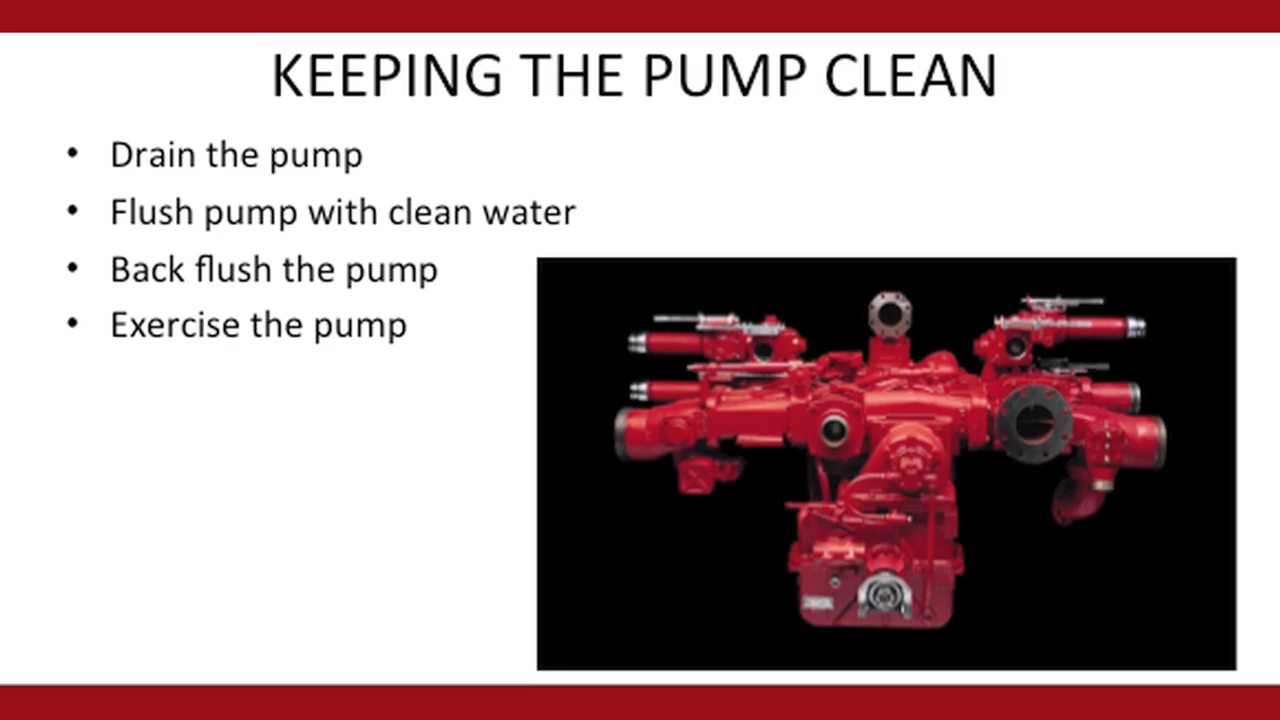 KEEPING THE PUMP CLEAN
• Drain the pump
• Flush pump with clean water
• Back flush the pump
• Exercise the pump